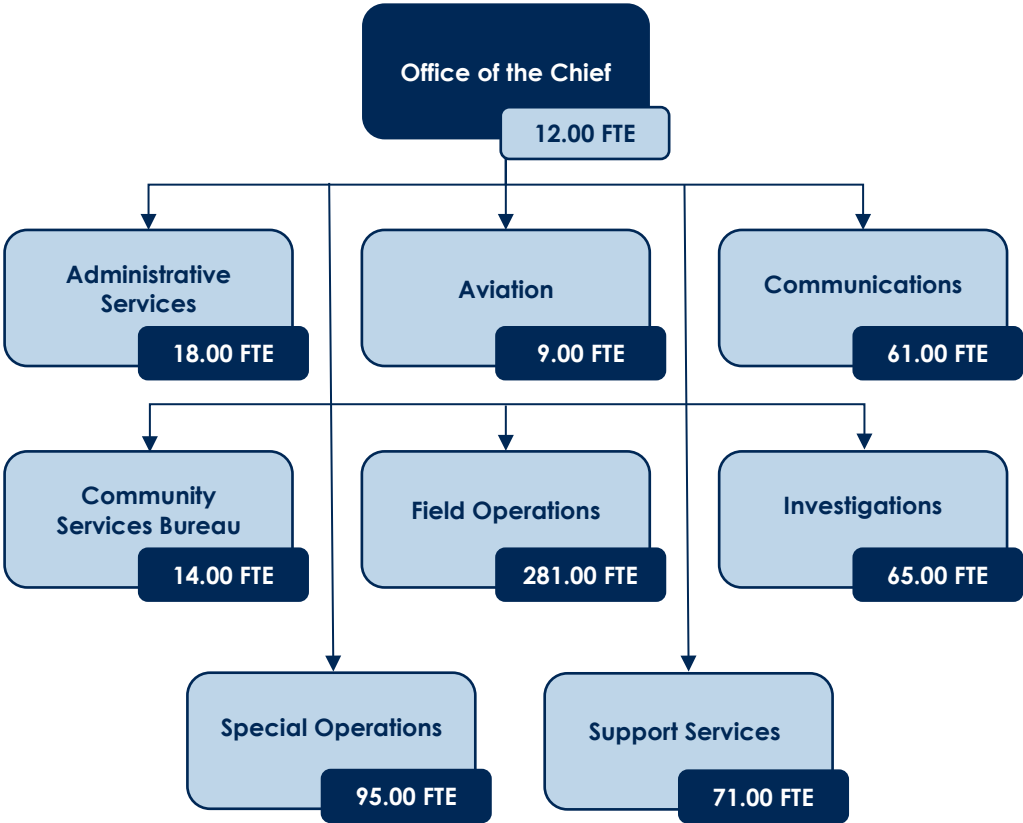 Office of the Chief
12.00 FTE
Administrative
Services
18.00 FTE
Aviation
9.00 FTE
Communications
61.00 FTE
Community
Services Bureau
14.00 FTE
Field Operations
281.00 FTE
Investigations
65.00 FTE
Special Operations
95.00 FTE
Support Services
71.00 FTE